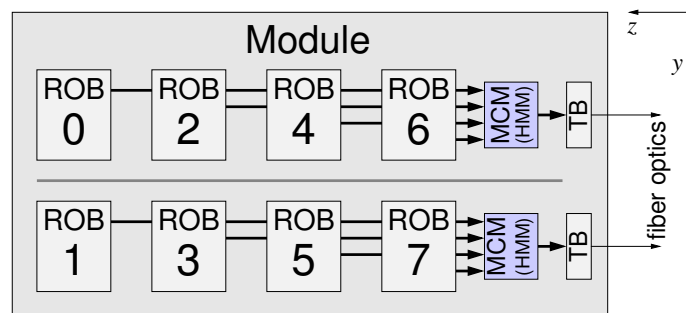 Module
z
y
ROB ROB ROB ROB
0 2 4 6
MCM
(HMM)
TB
fiber optics
ROB ROB ROB ROB
1 3 5 7
MCM
(HMM)
TB